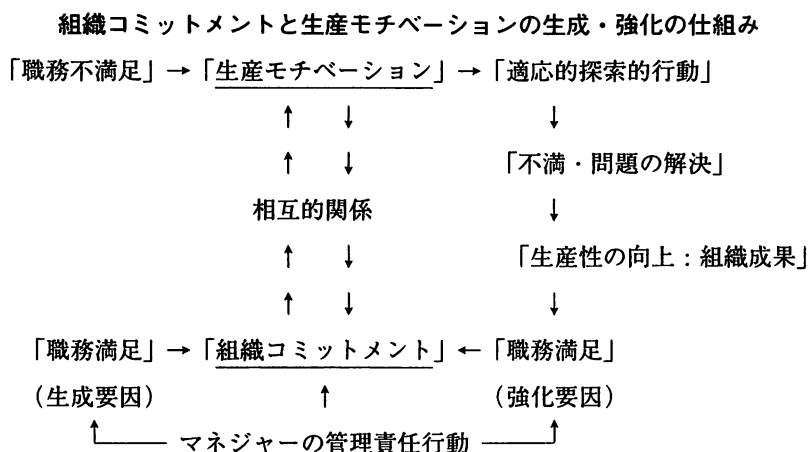 組織コミットメントと生産モチベーションの生成・強化の仕組み
「職務不満足」→「生産モチベーション」→「適応的探索的行動」
↑ ↓ ↓
↑ ↓ 「不満・問題の解決」
相互的関係 ↓
↑ ↓ 「生産性の向上：組織成果」
↑ ↓ ↓
「職務満足」→「組織コミットメント」←「職務満足」
（生成要因） ↑ （強化要因）
マネジャーの管理責任行動